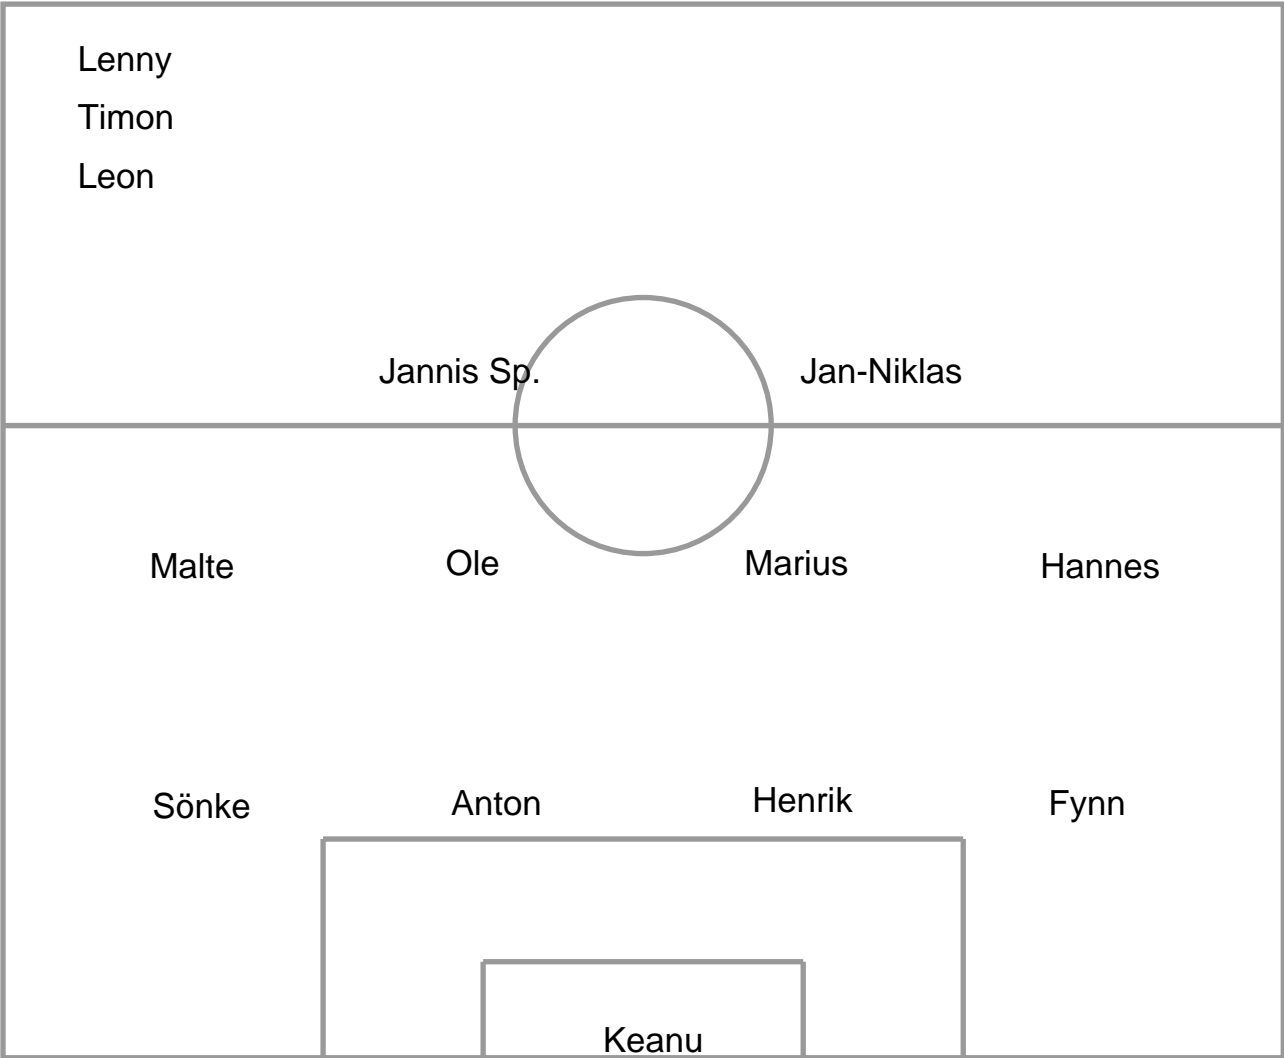 Lenny
Timon
Leon
Jannis Sp. Jan-Niklas
Malte Ole Marius Hannes
Sönke Anton Henrik Fynn
Keanu